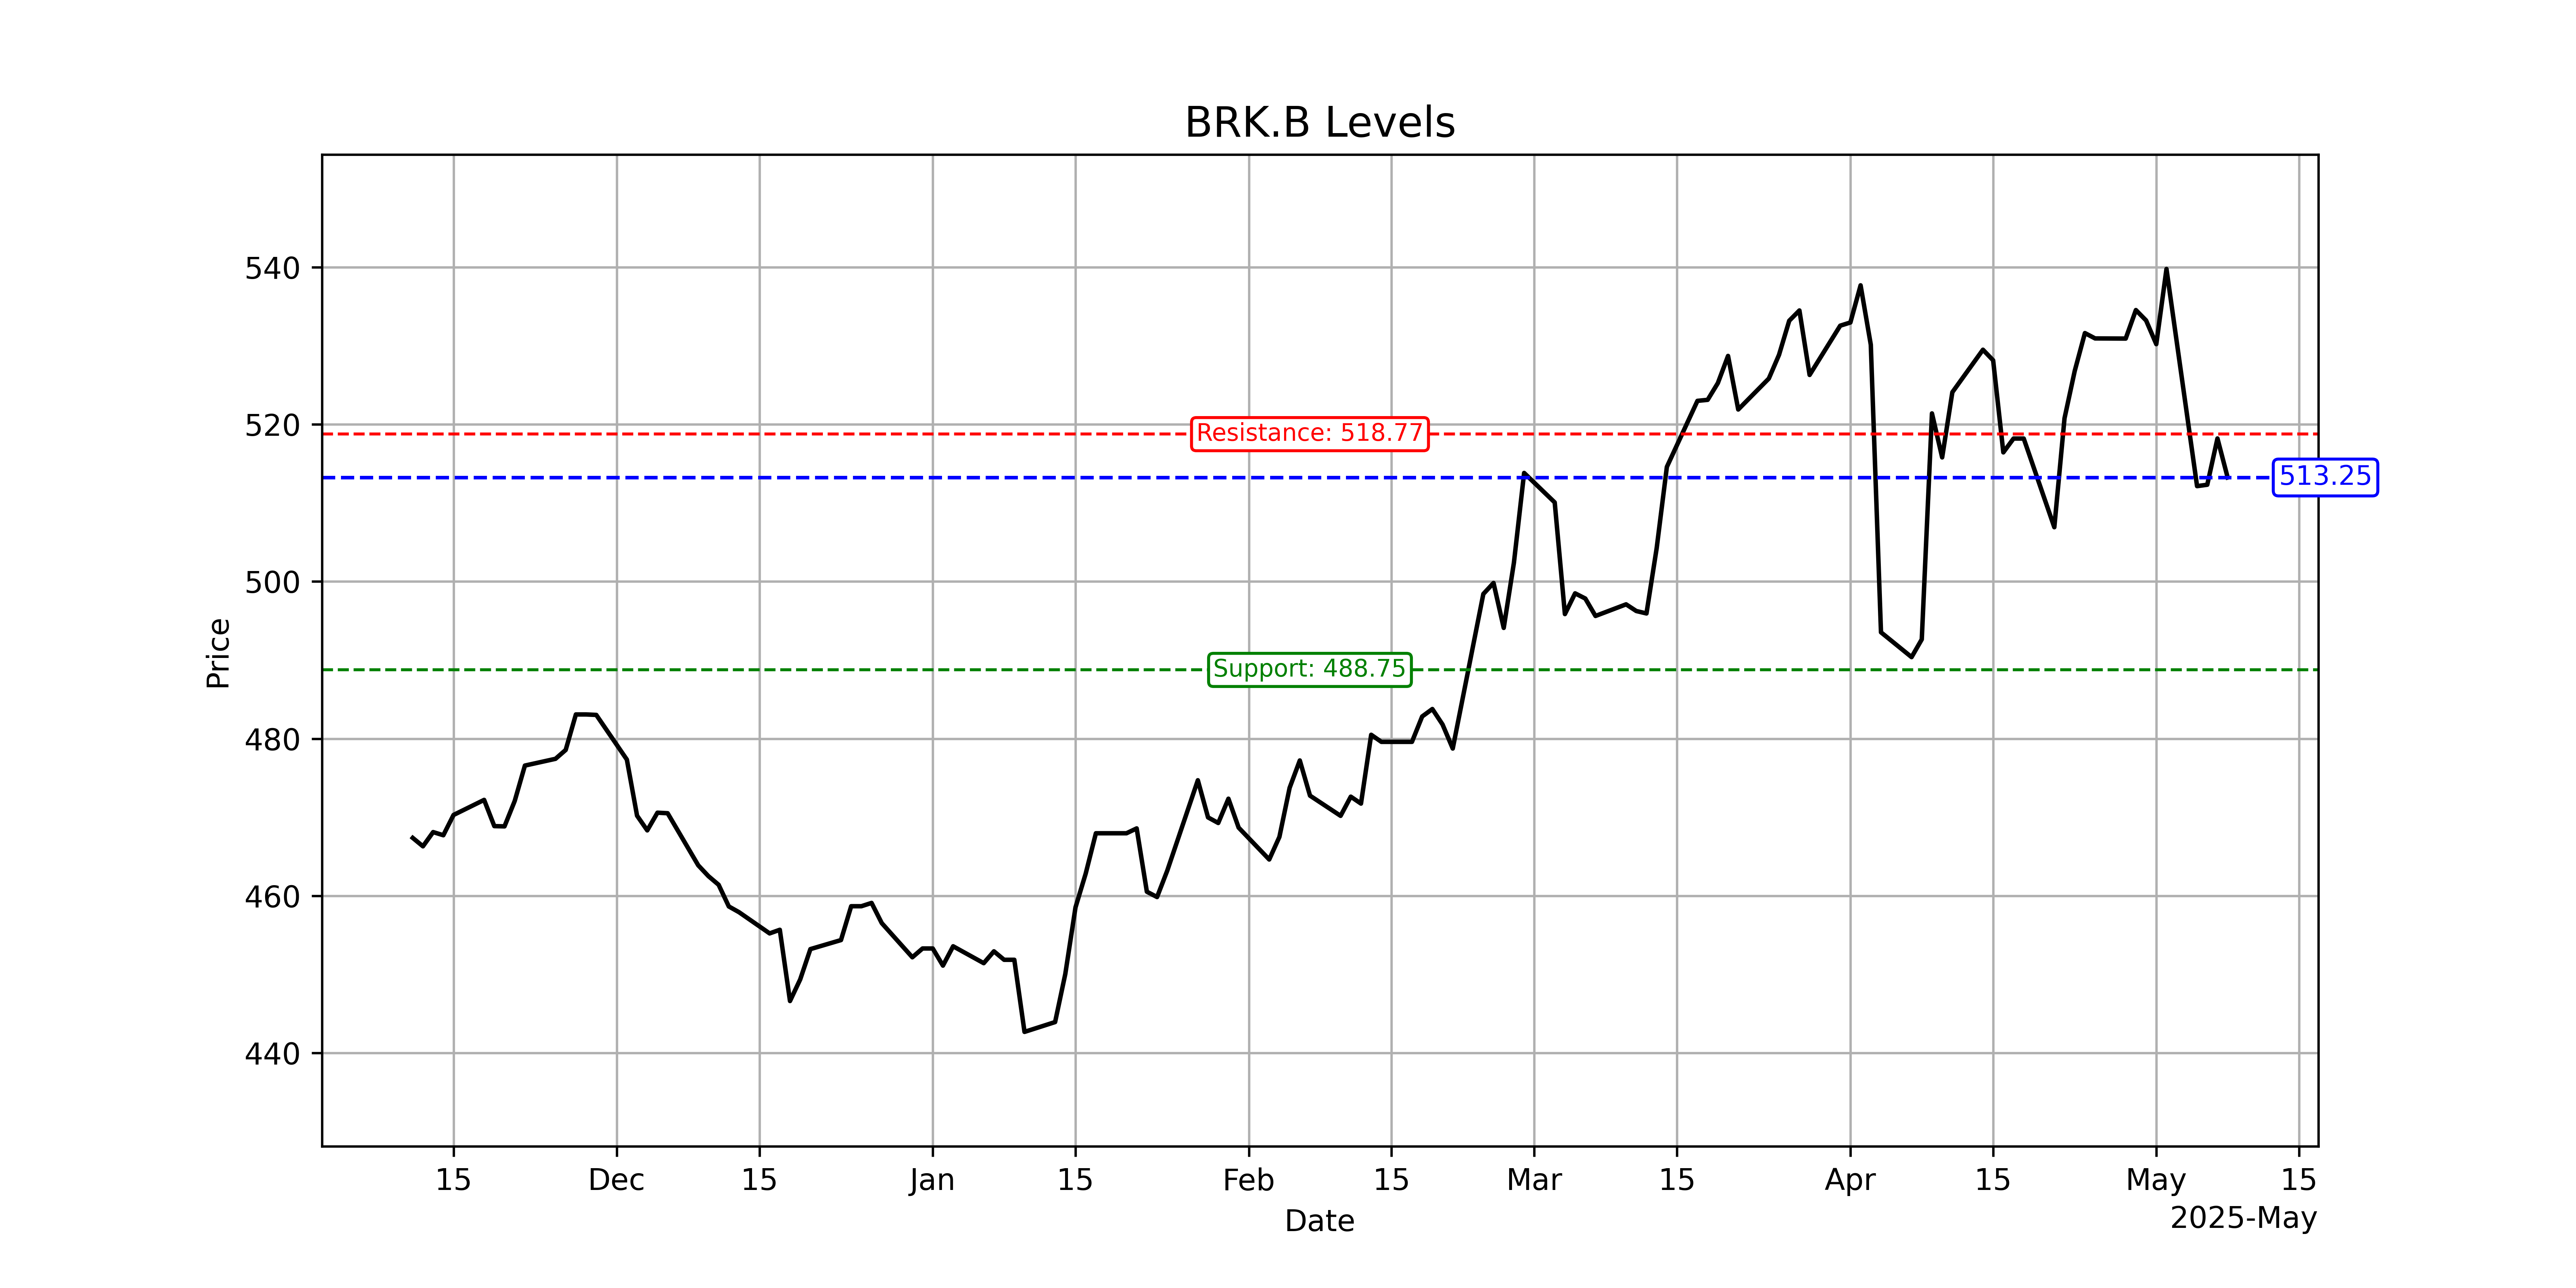 BRK.B Levels
540
520
500
480
460
440
Price
Resistance: 518.77
513.25
Support: 488.75
15 Dec 15 Jan 15 Feb 15 Mar 15 Apr 15 May 15
Date
2025-May